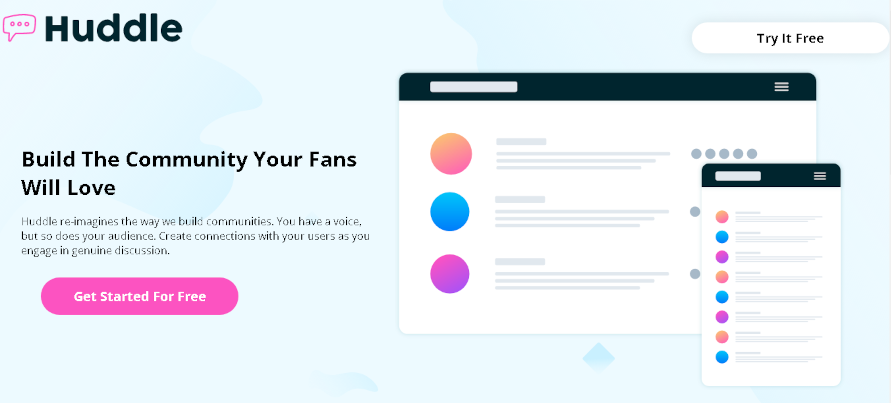 Huddle
Try It Free
Build The Community Your Fans
Will Love
Huddle re-imagines the way we build communities. You have a voice,
but so does your audience. Create connections with your users as you
engage in genuine discussion.
Get Started For Free